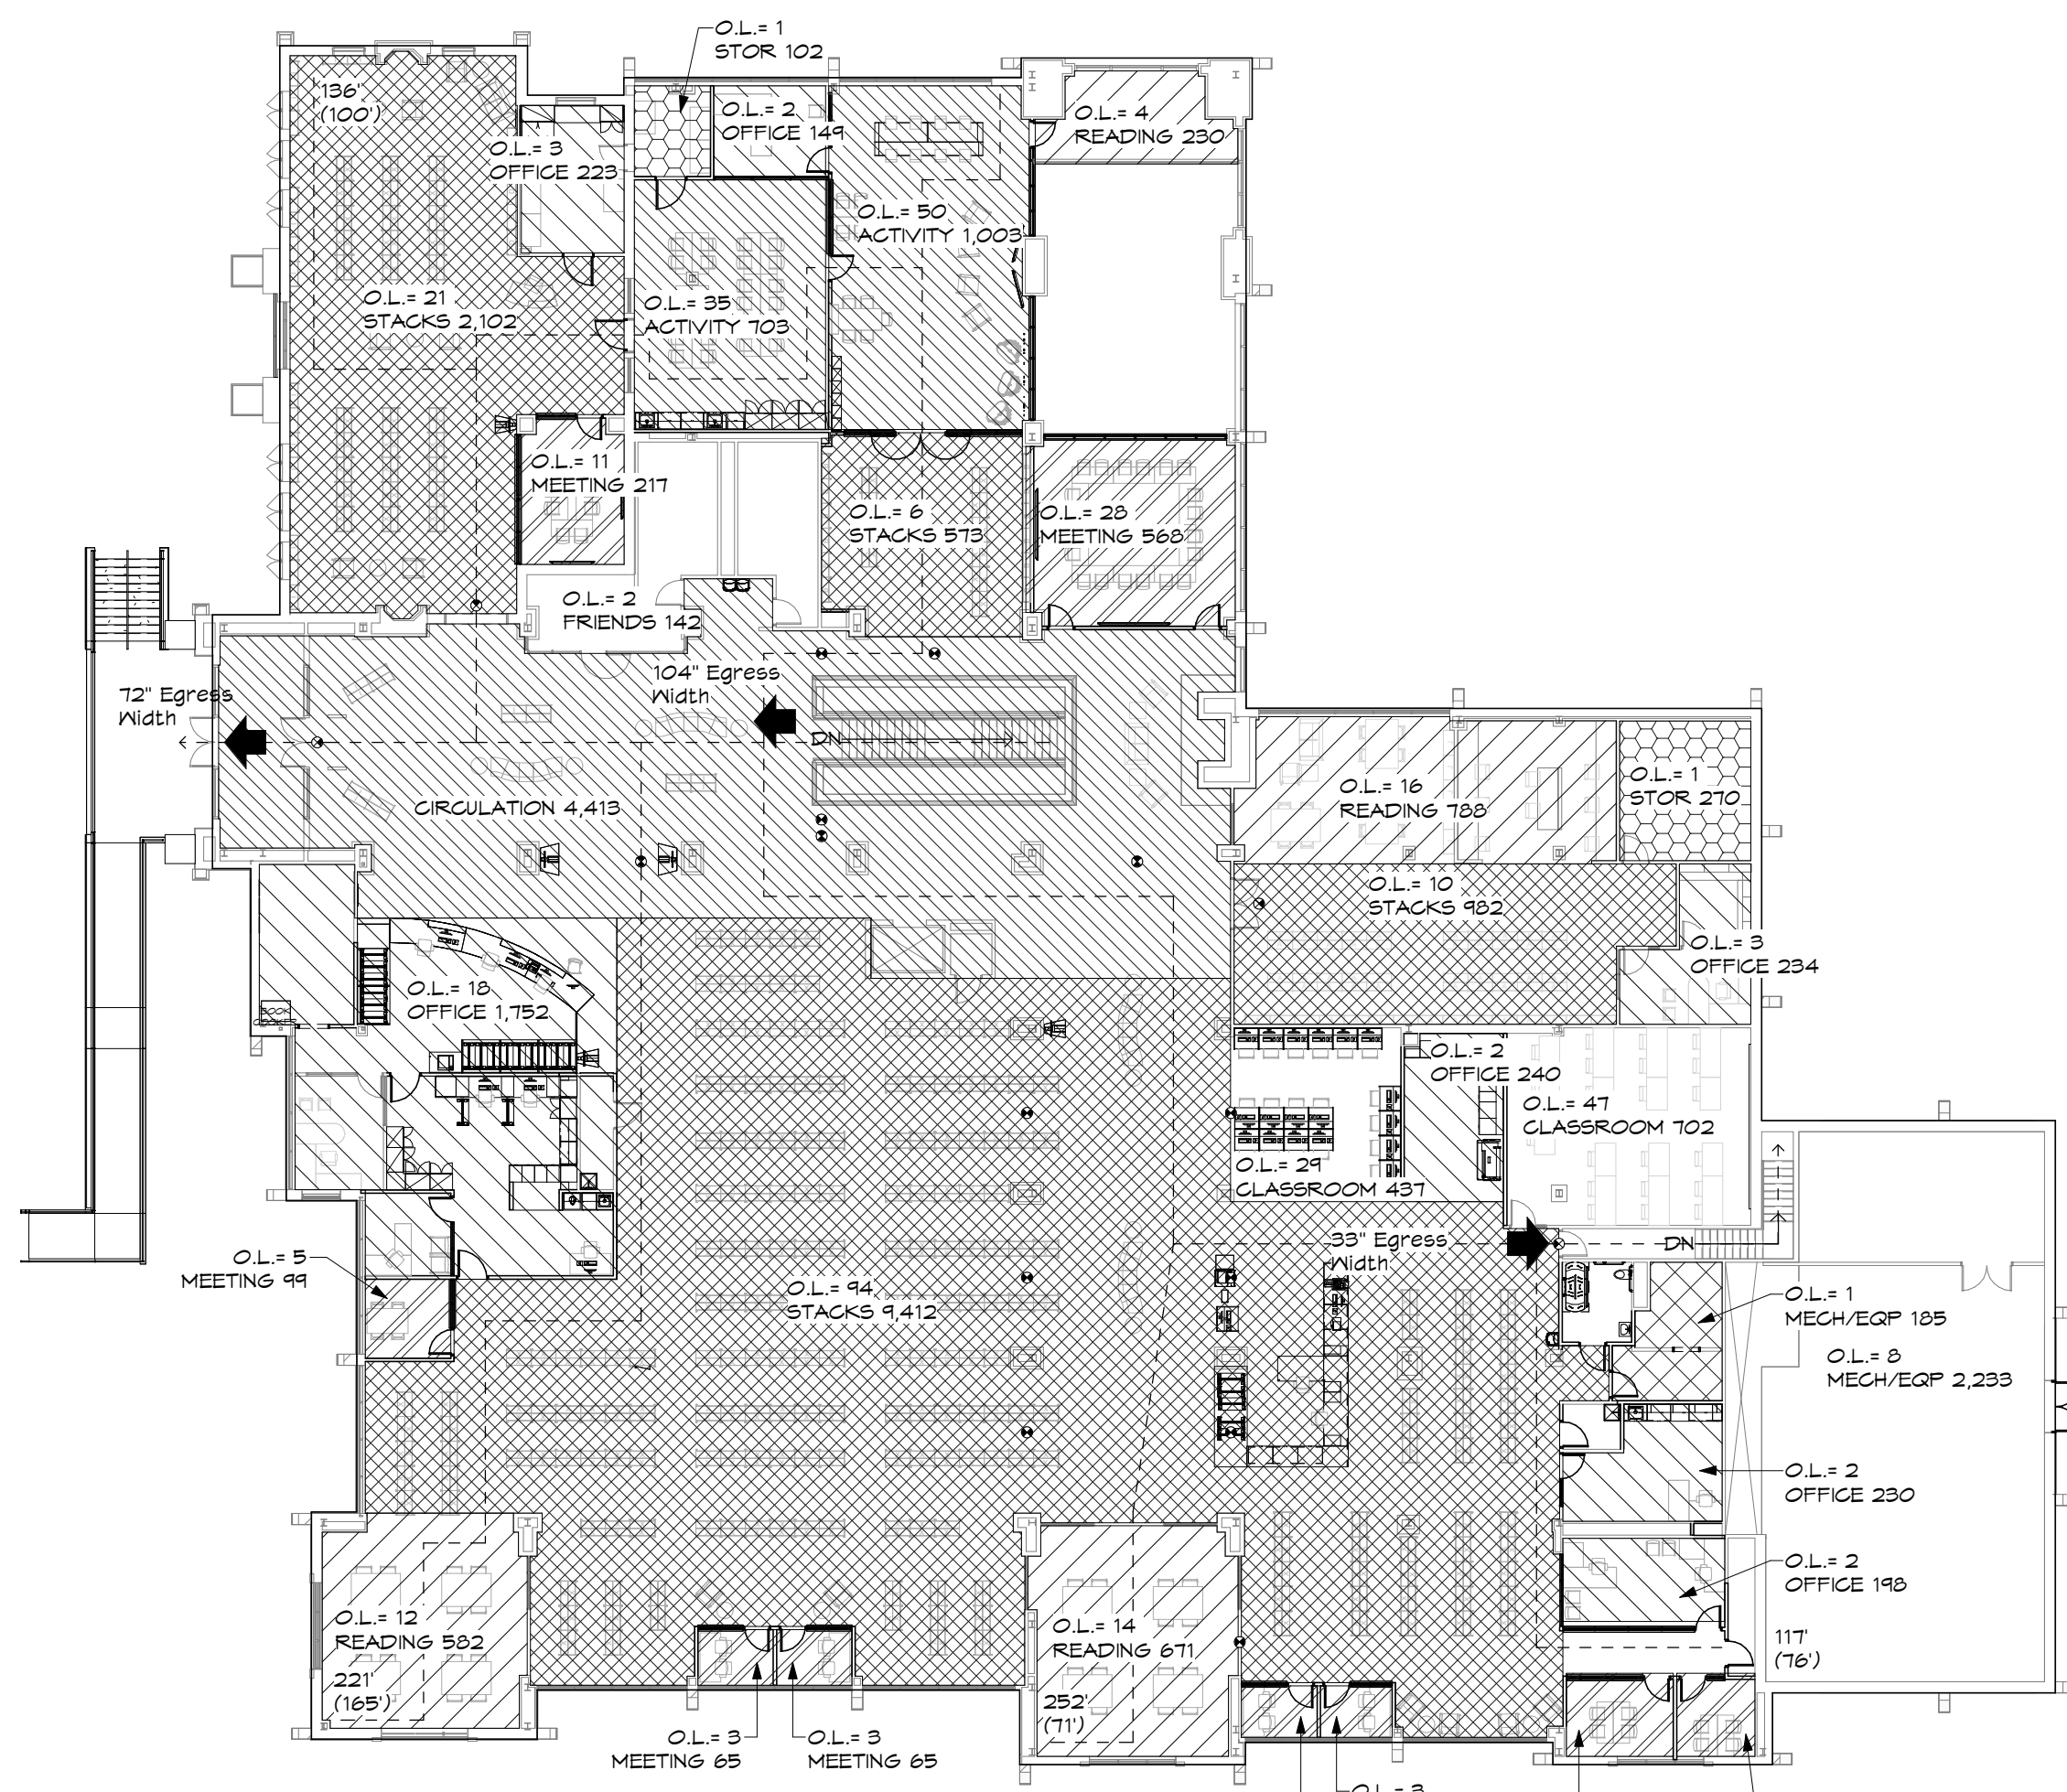 O.L.= 1
STOR 102
136'
(100')
O.L.= 2
OFFICE 149
O.L.= 4
READING 230
O.L.= 3
OFFICE 223
O.L.= 50
ACTIVITY 1,003
O.L.= 21
STACKS 2,102
O.L.= 35
ACTIVITY 703
O.L.= 11
MEETING 217
O.L.= 6
STACKS 573
O.L.= 28
MEETING 568
O.L.= 2
FRIENDS 142
72" Egress
Width
104" Egress
Width
DN
CIRCULATION 4,413
O.L.= 16
READING 788
O.L.= 1
STOR 270
O.L.= 10
STACKS 982
O.L.= 3
OFFICE 234
O.L.= 18
OFFICE 1,752
BOOK
O.L.= 2
OFFICE 240
O.L.= 47
CLASSROOM 702
O.L.= 29
CLASSROOM 437
33" Egress
Width
DN
O.L.= 5
MEETING 99
O.L.= 94
STACKS 9,412
O.L.= 1
MECH/EQP 185
O.L.= 8
MECH/EQP 2,233
O.L.= 2
OFFICE 230
O.L.= 2
OFFICE 198
O.L.= 12
READING 582
221'
(165')
O.L.= 14
READING 671
252'
(71')
117'
(76')
O.L.= 3
MEETING 65
O.L.= 3
MEETING 65
O.L.= 3